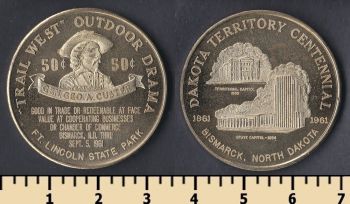 "TRAIL WEST" OUTDOOR DRAMA
50¢ 50¢
GEN. GEO. A. CUSTER
GOOD IN TRADE OR REDEEMABLE AT FACE
VALUE AT COOPERATING BUSINESSES
OR CHAMBER OF COMMERCE
BISMARCK, N.D. THRU
SEPT. 5, 1961
FT. LINCOLN STATE PARK
DAKOTA TERRITORY CENTENNIAL
TERRITORIAL CAPITOL
1861 1961
STATE CAPITOL - 1934
BISMARCK, NORTH DAKOTA
1 2 3 4 5 6 7